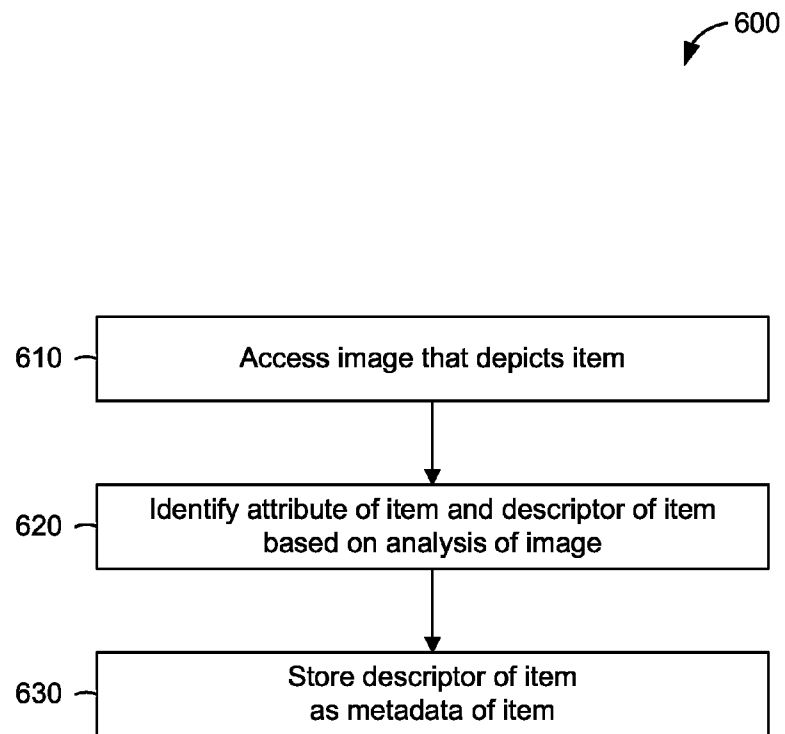 600
610
Access image that depicts item
620
Identify attribute of item and descriptor of item
based on analysis of image
630
Store descriptor of item
as metadata of item